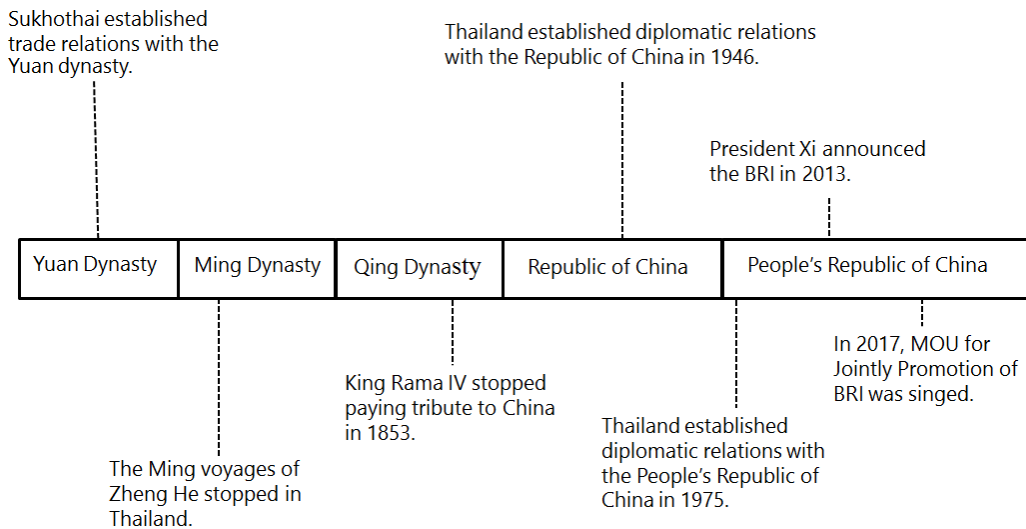 Sukhothai established
trade relations with the
Yuan dynasty.
Thailand established diplomatic relations
with the Republic of China in 1946.
President Xi announced
the BRI in 2013.
Yuan Dynasty
Ming Dynasty
Qing Dynasty
Republic of China
People’s Republic of China
In 2017, MOU for
Jointly Promotion of
BRI was singed.
King Rama IV stopped
paying tribute to China
in 1853.
Thailand established
diplomatic relations with
the People’s Republic of
China in 1975.
The Ming voyages of
Zheng He stopped in
Thailand.